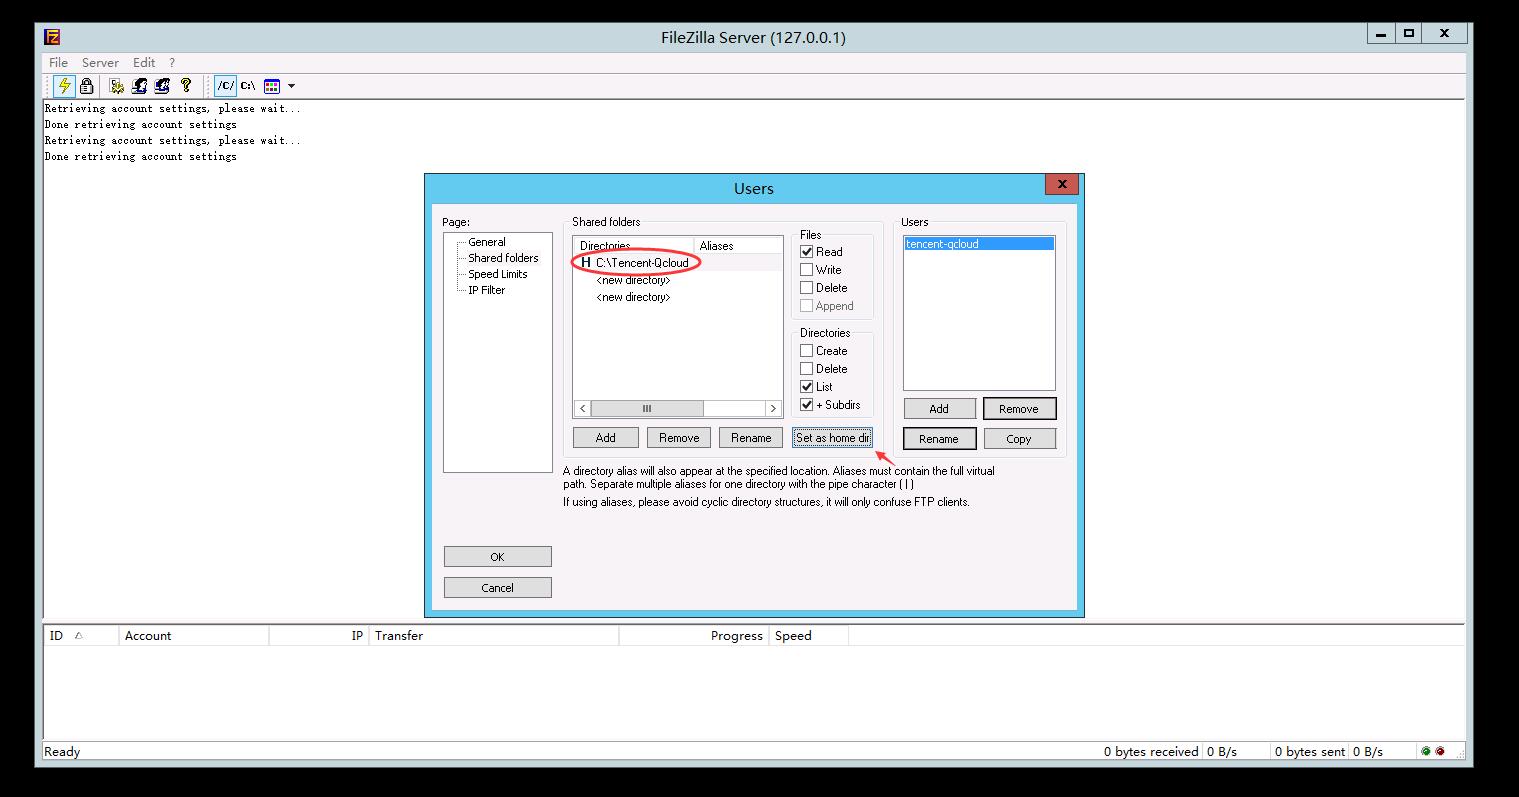 FileZilla Server (127.0.0.1)
File Server Edit ?
/C/ C:\
Retrieving account settings, please wait...
Done retrieving account settings
Retrieving account settings, please wait...
Done retrieving account settings
Users
Page:
General
Shared folders
Speed Limits
IP Filter
Shared folders
Directories Aliases
H C:\Tencent-Qcloud
<new directory>
<new directory>
Add Remove Rename Set as home dir
Files
Read
Write
Delete
Append
Directories
Create
Delete
List
+ Subdirs
Users
tencent-qcloud
Add Remove
Rename Copy
A directory alias will also appear at the specified location. Aliases must contain the full virtual
path. Separate multiple aliases for one directory with the pipe character ( | )
If using aliases, please avoid cyclic directory structures, it will only confuse FTP clients.
OK
Cancel
ID Account IP Transfer Progress Speed
Ready 0 bytes received 0 B/s 0 bytes sent 0 B/s